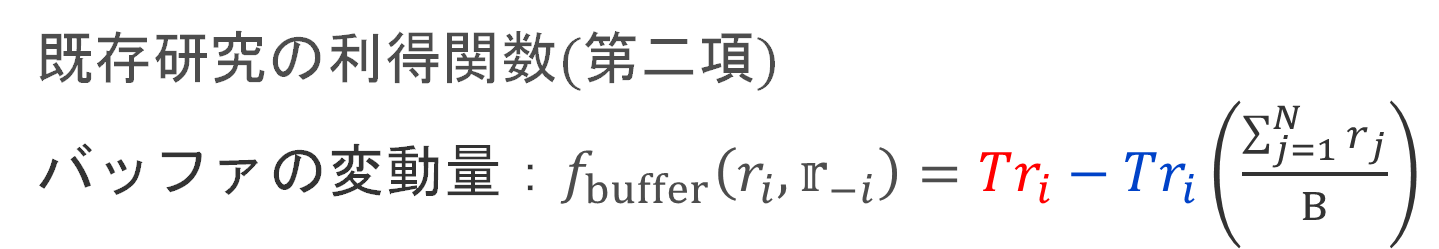 既存研究の利得関数(第二項)
バッファの変動量：f_buffer(r_i, 𝕣_{-i}) = Tr_i − Tr_i (∑_{j=1}^{N} r_j / B)